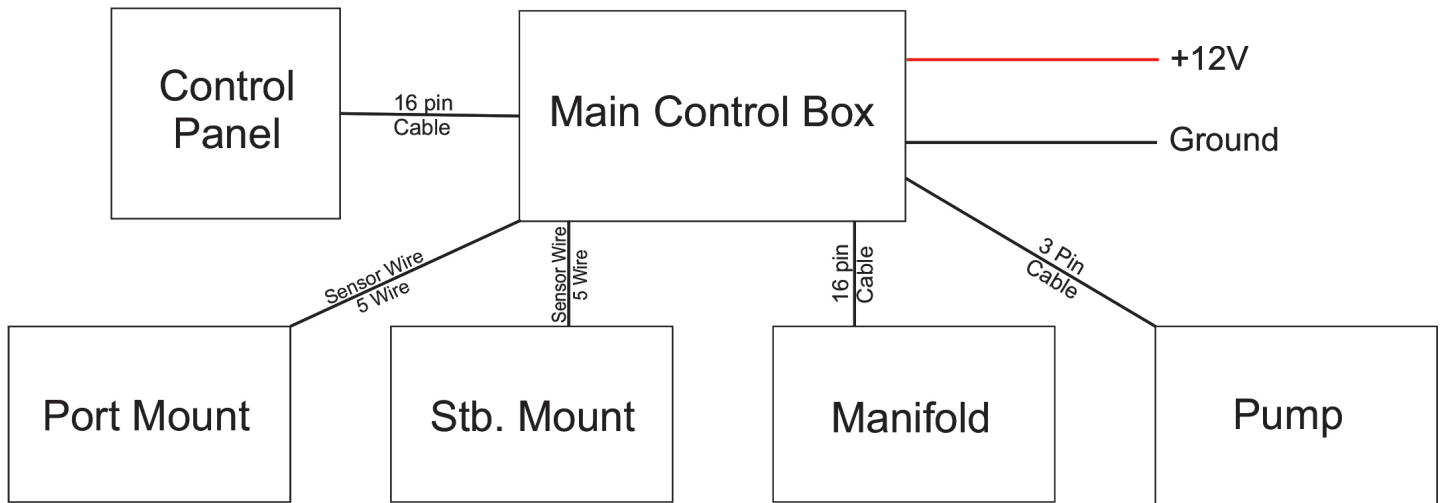 Control
Panel
16 pin
Cable
Main Control Box
+12V
Ground
Sensor Wire
5 Wire
Sensor Wire
5 Wire
16 pin
Cable
3 Pin
Cable
Port Mount
Stb. Mount
Manifold
Pump